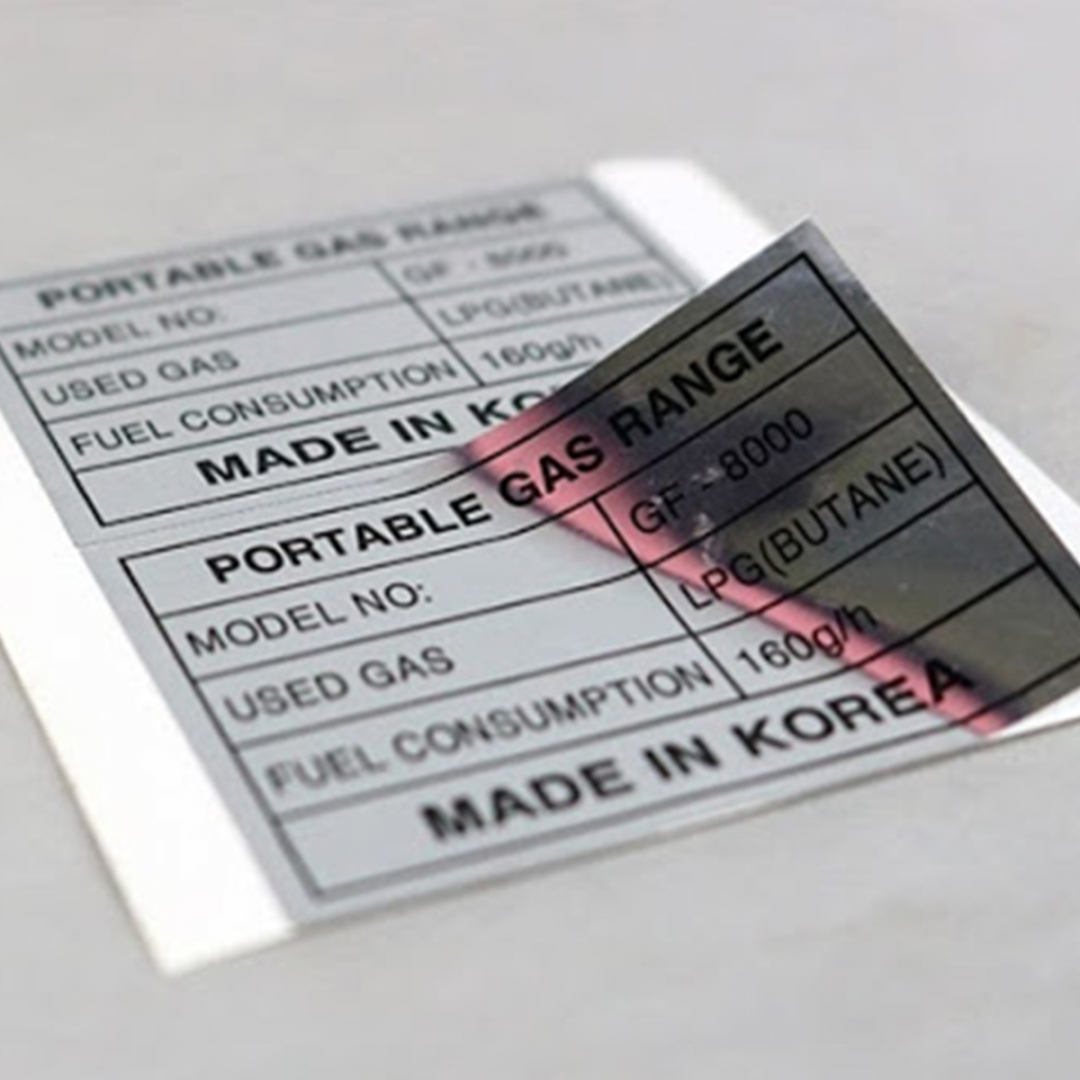 PORTABLE GAS RANGE
MODEL NO: GF - 8000
USED GAS LPG(BUTANE)
FUEL CONSUMPTION 160g/h
MADE IN KO
PORTABLE GAS RANGE
MODEL NO: GF - 8000
USED GAS LPG(BUTANE)
FUEL CONSUMPTION 160g/h
MADE IN KOREA